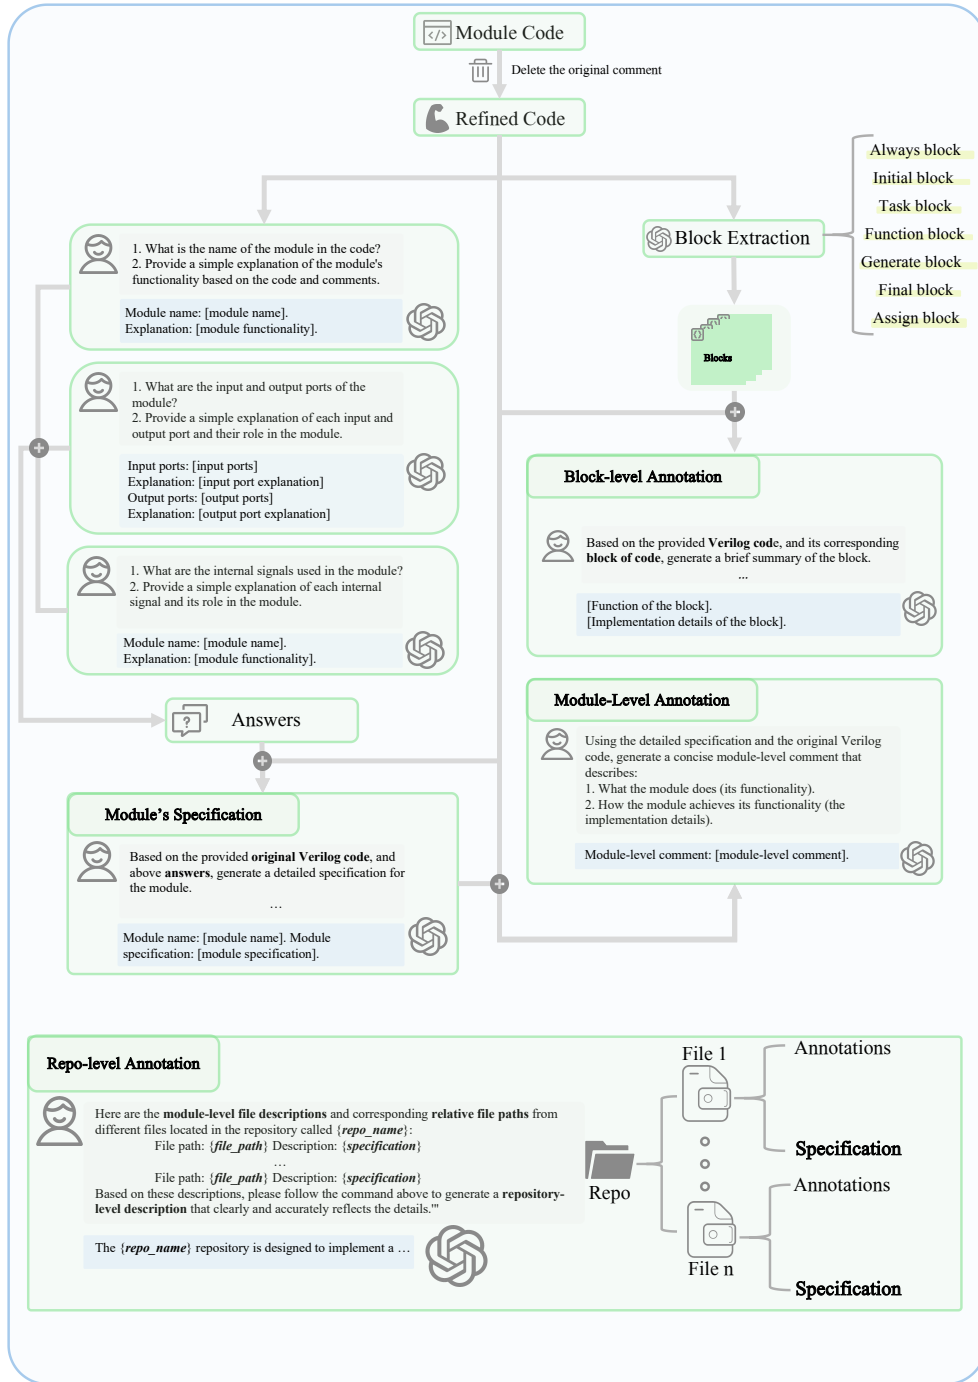 Module Code
Delete the original comment
Refined Code
Always block
Initial block
Task block
Function block
Generate block
Final block
Assign block
Block Extraction
Blocks
1. What is the name of the module in the code?
2. Provide a simple explanation of the module's
functionality based on the code and comments.
Module name: [module name].
Explanation: [module functionality].
1. What are the input and output ports of the
module?
2. Provide a simple explanation of each input and
output port and their role in the module.
Input ports: [input ports]
Explanation: [input port explanation]
Output ports: [output ports]
Explanation: [output port explanation]
1. What are the internal signals used in the module?
2. Provide a simple explanation of each internal
signal and its role in the module.
Module name: [module name].
Explanation: [module functionality].
Answers
Module's Specification
Based on the provided original Verilog code, and
above answers, generate a detailed specification for
the module.
...
Module name: [module name]. Module
specification: [module specification].
Block-level Annotation
Based on the provided Verilog code, and its corresponding
block of code, generate a brief summary of the block.
...
[Function of the block].
[Implementation details of the block].
Module-Level Annotation
Using the detailed specification and the original Verilog
code, generate a concise module-level comment that
describes:
1. What the module does (its functionality).
2. How the module achieves its functionality (the
implementation details).
Module-level comment: [module-level comment].
Repo-level Annotation
Here are the module-level file descriptions and corresponding relative file paths from
different files located in the repository called {repo_name}:
File path: {file_path} Description: {specification}
...
File path: {file_path} Description: {specification}
Based on these descriptions, please follow the command above to generate a repository-
level description that clearly and accurately reflects the details.'"
The {repo_name} repository is designed to implement a ...
Repo
File 1
Annotations
Specification
File n
Annotations
Specification